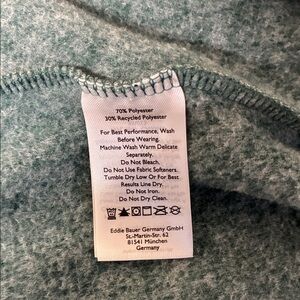 70% Polyester
30% Recycled Polyester
For Best Performance, Wash
Before Wearing.
Machine Wash Warm Delicate
Separately.
Do Not Bleach.
Do Not Use Fabric Softeners.
Tumble Dry Low Or For Best
Results Line Dry.
Do Not Iron.
Do Not Dry Clean.
Eddie Bauer Germany GmbH
St.-Martin-Str. 62
81541 München
Germany